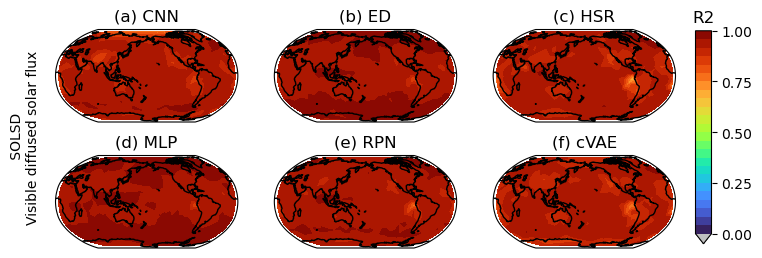 (a) CNN
(b) ED
(c) HSR
R2
SOLSD
Visible diffused solar flux
1.00
0.75
0.50
0.25
0.00
(d) MLP
(e) RPN
(f) cVAE